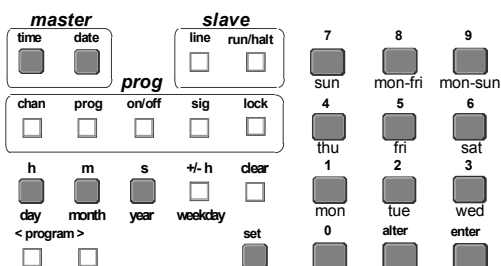 master slave
time date line run/halt 7 8 9
prog sun mon-fri mon-sun
chan prog on/off sig lock 4 5 6
thu fri sat
h m s +/- h clear 1 2 3
day month year weekday mon tue wed
< program > set 0 alter enter